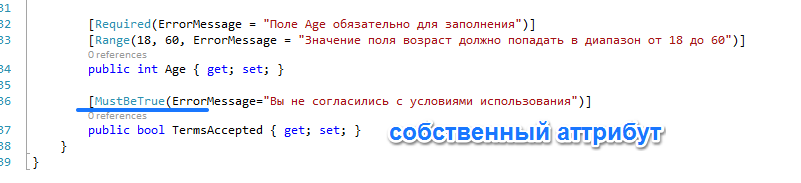 31
32 [Required(ErrorMessage = "Поле Age обязательно для заполнения")]
33 [Range(18, 60, ErrorMessage = "Значение поля возраст должно попадать в диапазон от 18 до 60")]
0 references
34 public int Age { get; set; }
35
36 [MustBeTrue(ErrorMessage="Вы не согласились с условиями использования")]
0 references
37 public bool TermsAccepted { get; set; }
собственный аттрибут
38 }
39 }